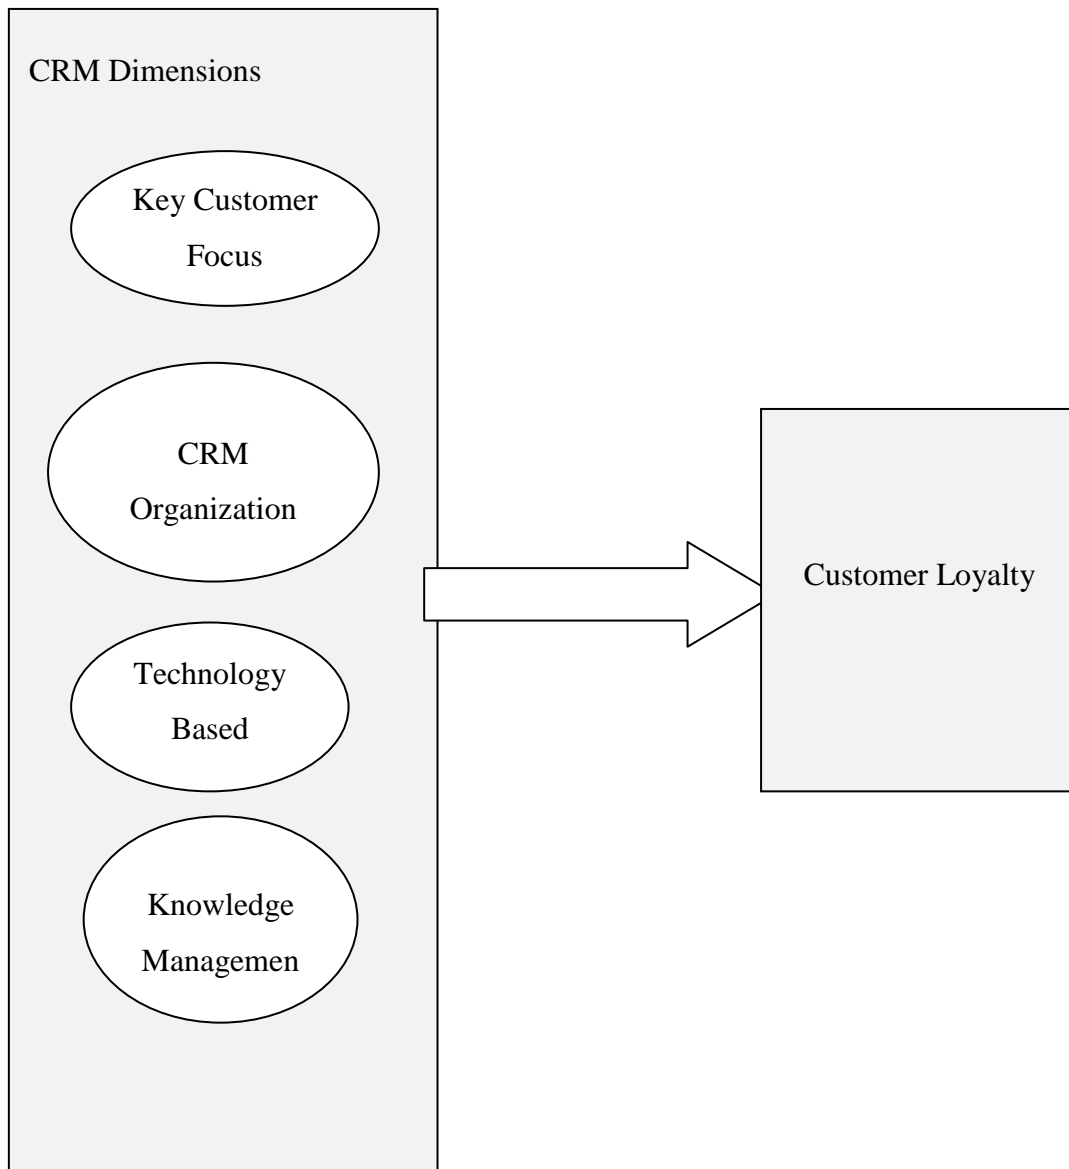 CRM Dimensions
Key Customer
Focus
CRM
Organization
Customer Loyalty
Technology
Based
Knowledge
Managemen